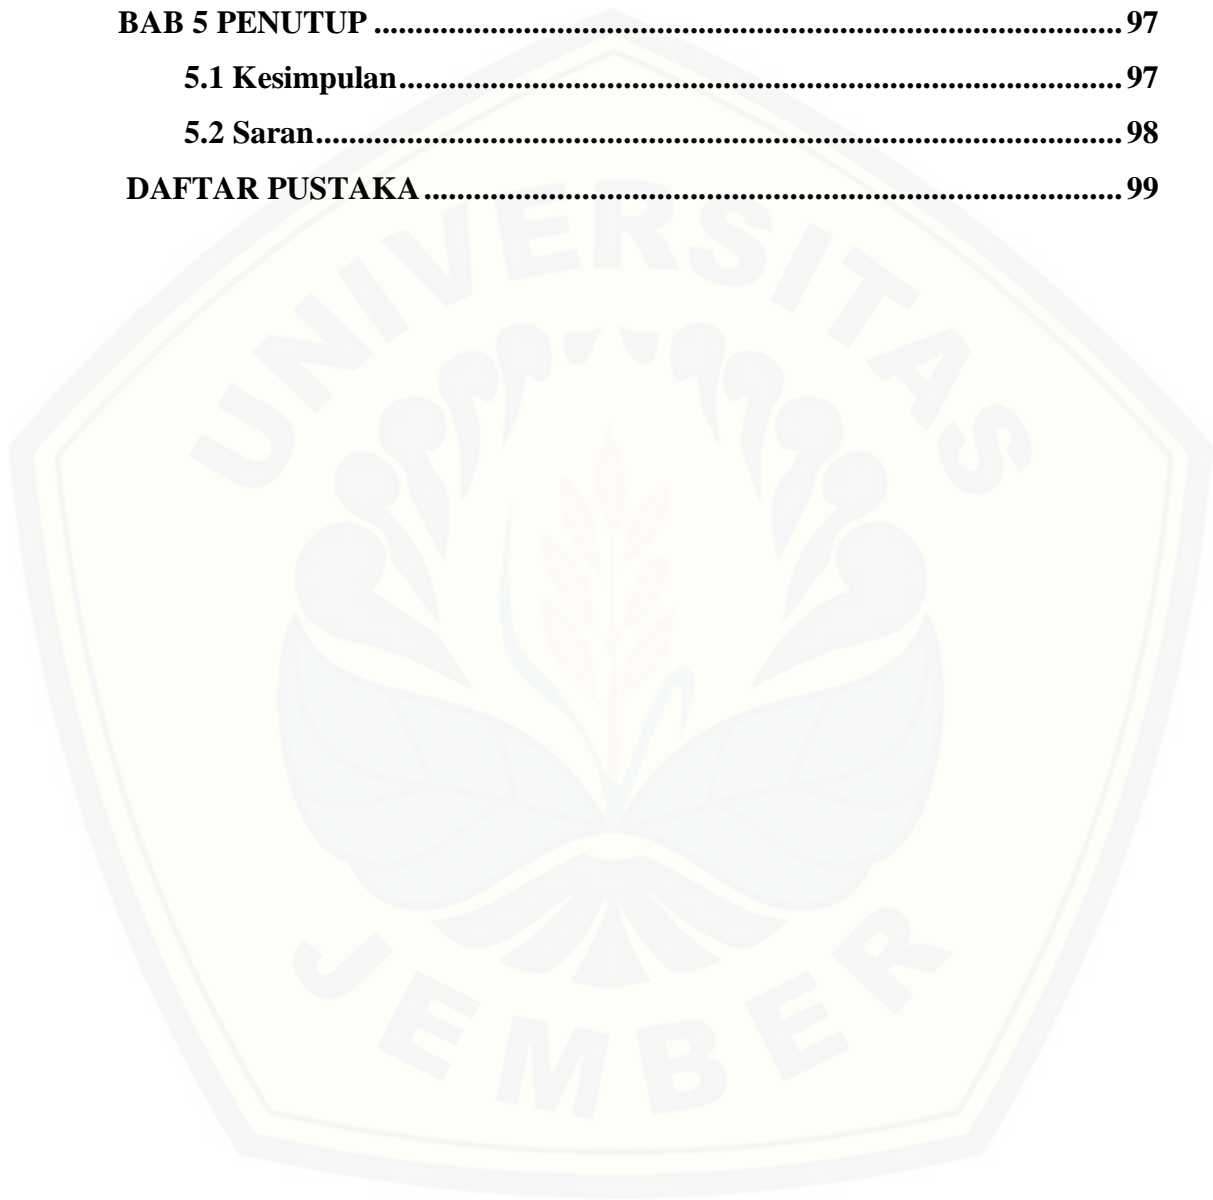 BAB 5 PENUTUP ........................................................................................... 97
5.1 Kesimpulan........................................................................................ 97
5.2 Saran.................................................................................................. 98
DAFTAR PUSTAKA ..................................................................................... 99
UNIVERSITAS
JEMBER